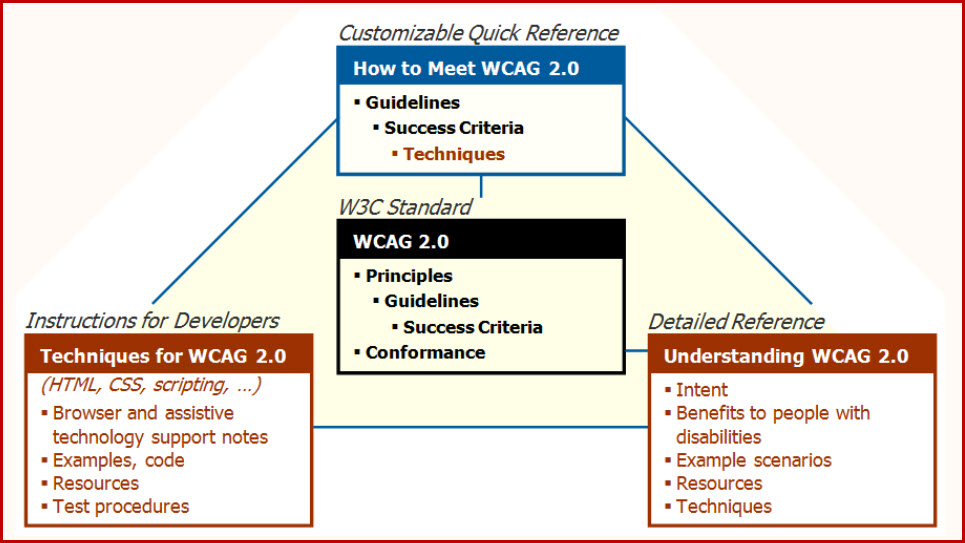 Customizable Quick Reference
How to Meet WCAG 2.0
▪ Guidelines
▪ Success Criteria
▪ Techniques
W3C Standard
WCAG 2.0
▪ Principles
▪ Guidelines
▪ Success Criteria
▪ Conformance
Instructions for Developers
Techniques for WCAG 2.0
(HTML, CSS, scripting, ...)
▪ Browser and assistive
technology support notes
▪ Examples, code
▪ Resources
▪ Test procedures
Detailed Reference
Understanding WCAG 2.0
▪ Intent
▪ Benefits to people with
disabilities
▪ Example scenarios
▪ Resources
▪ Techniques